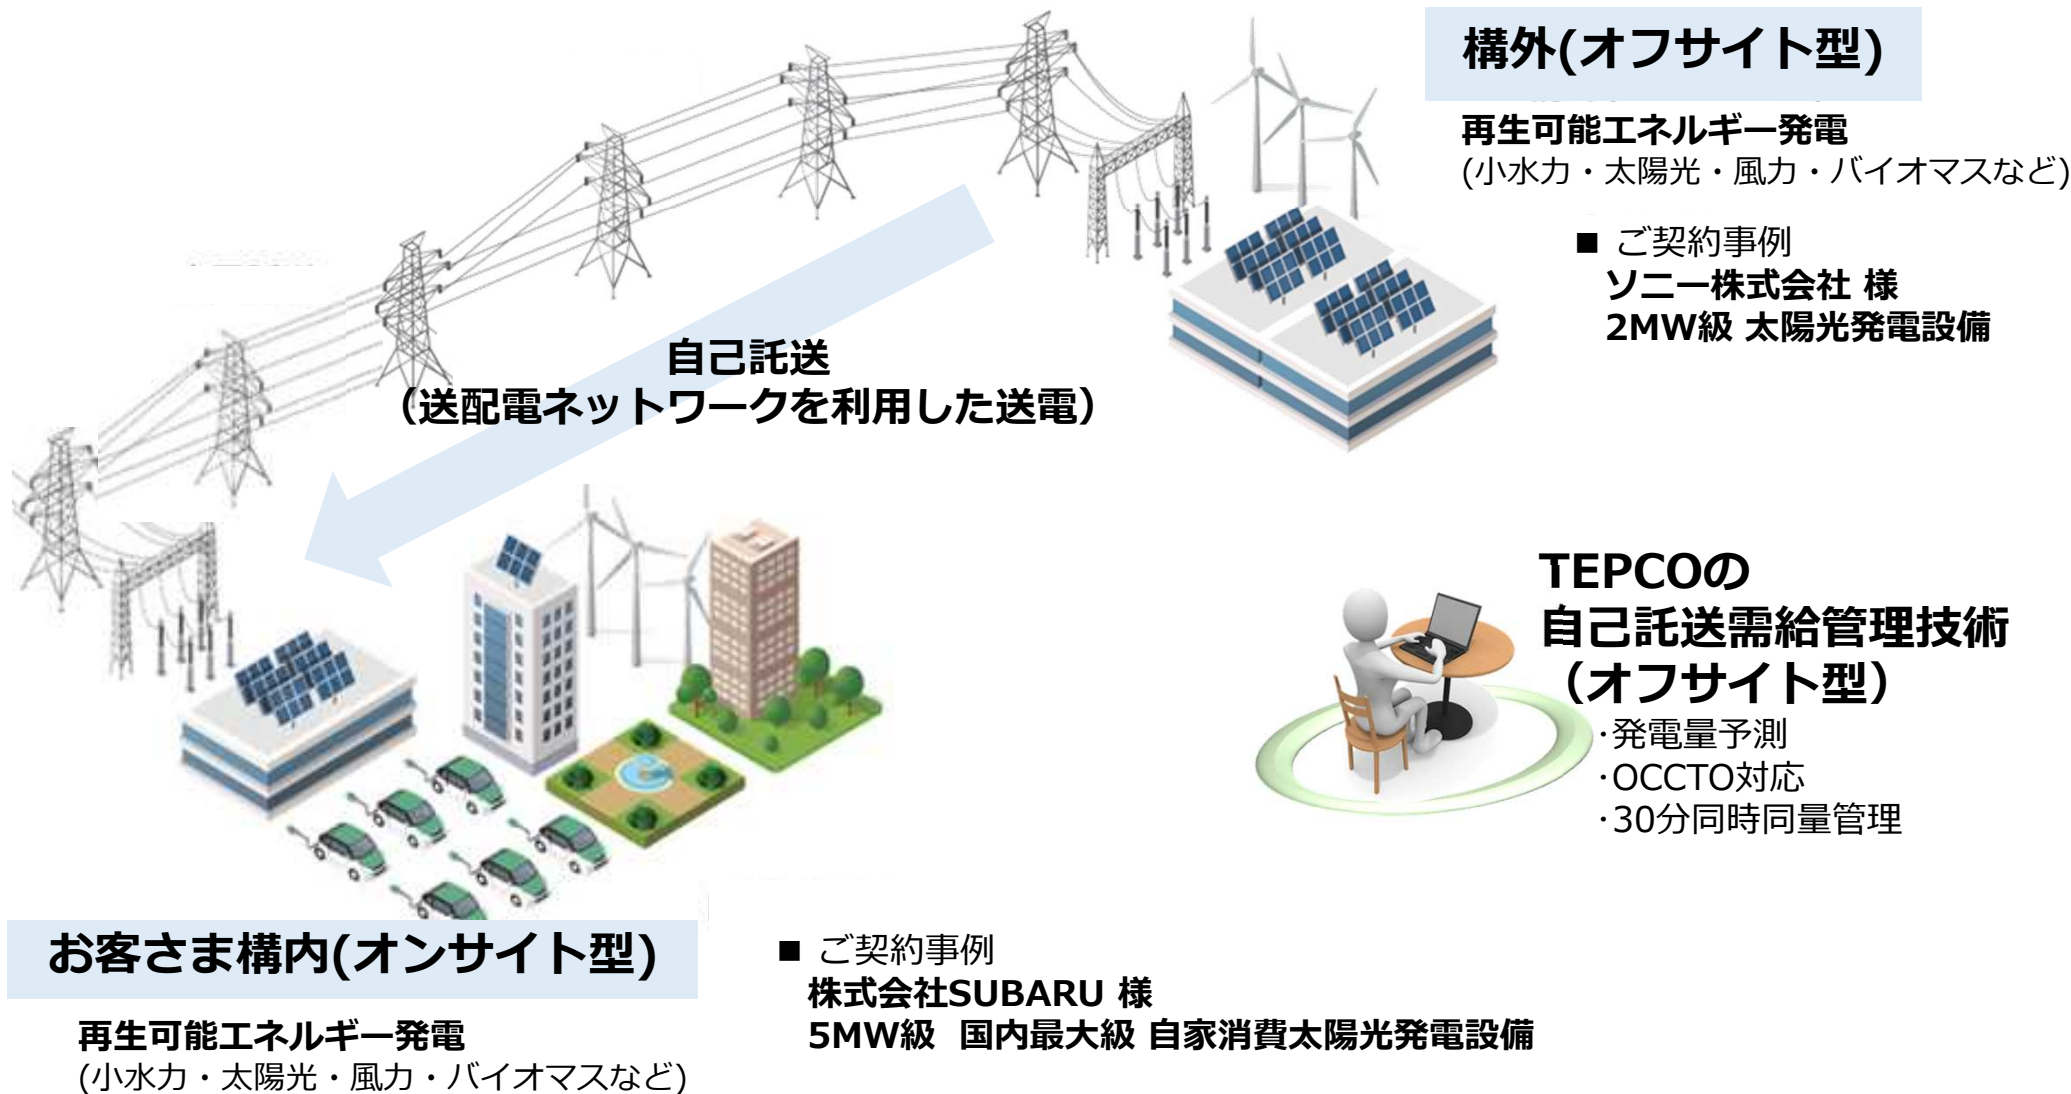 構外(オフサイト型)
再生可能エネルギー発電
(小水力・太陽光・風力・バイオマスなど)
■ ご契約事例
ソニー株式会社 様
2MW級 太陽光発電設備
自己託送
（送配電ネットワークを利用した送電）
TEPCOの
自己託送需給管理技術
（オフサイト型）
･発電量予測
･OCCTO対応
･30分同時同量管理
お客さま構内(オンサイト型)
再生可能エネルギー発電
(小水力・太陽光・風力・バイオマスなど)
■ ご契約事例
株式会社SUBARU 様
5MW級 国内最大級 自家消費太陽光発電設備